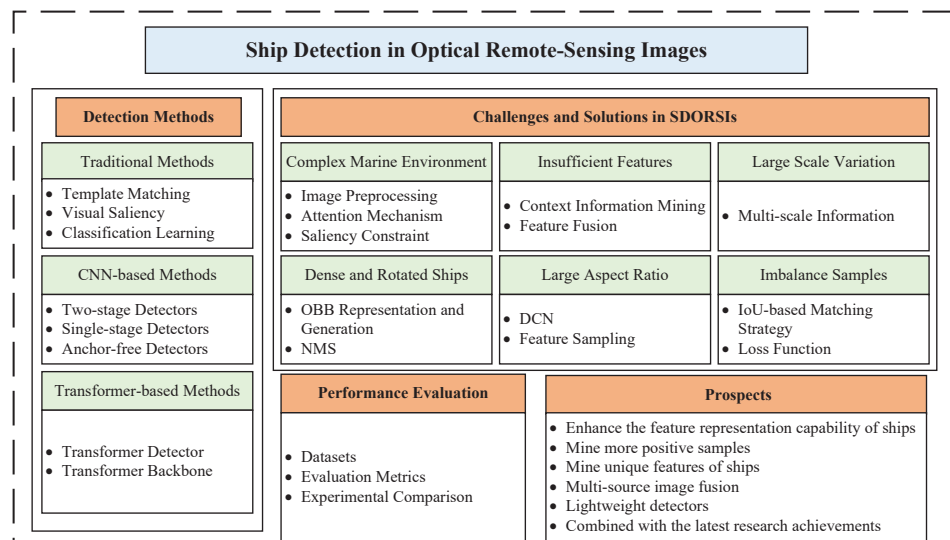 Ship Detection in Optical Remote-Sensing Images
Detection Methods
Traditional Methods
• Template Matching
• Visual Saliency
• Classification Learning
CNN-based Methods
• Two-stage Detectors
• Single-stage Detectors
• Anchor-free Detectors
Transformer-based Methods
• Transformer Detector
• Transformer Backbone
Challenges and Solutions in SDORSIs
Complex Marine Environment
• Image Preprocessing
• Attention Mechanism
• Saliency Constraint
Insufficient Features
• Context Information Mining
• Feature Fusion
Large Scale Variation
• Multi-scale Information
Dense and Rotated Ships
• OBB Representation and
Generation
• NMS
Large Aspect Ratio
• DCN
• Feature Sampling
Imbalance Samples
• IoU-based Matching
Strategy
• Loss Function
Performance Evaluation
• Datasets
• Evaluation Metrics
• Experimental Comparison
Prospects
• Enhance the feature representation capability of ships
• Mine more positive samples
• Mine unique features of ships
• Multi-source image fusion
• Lightweight detectors
• Combined with the latest research achievements